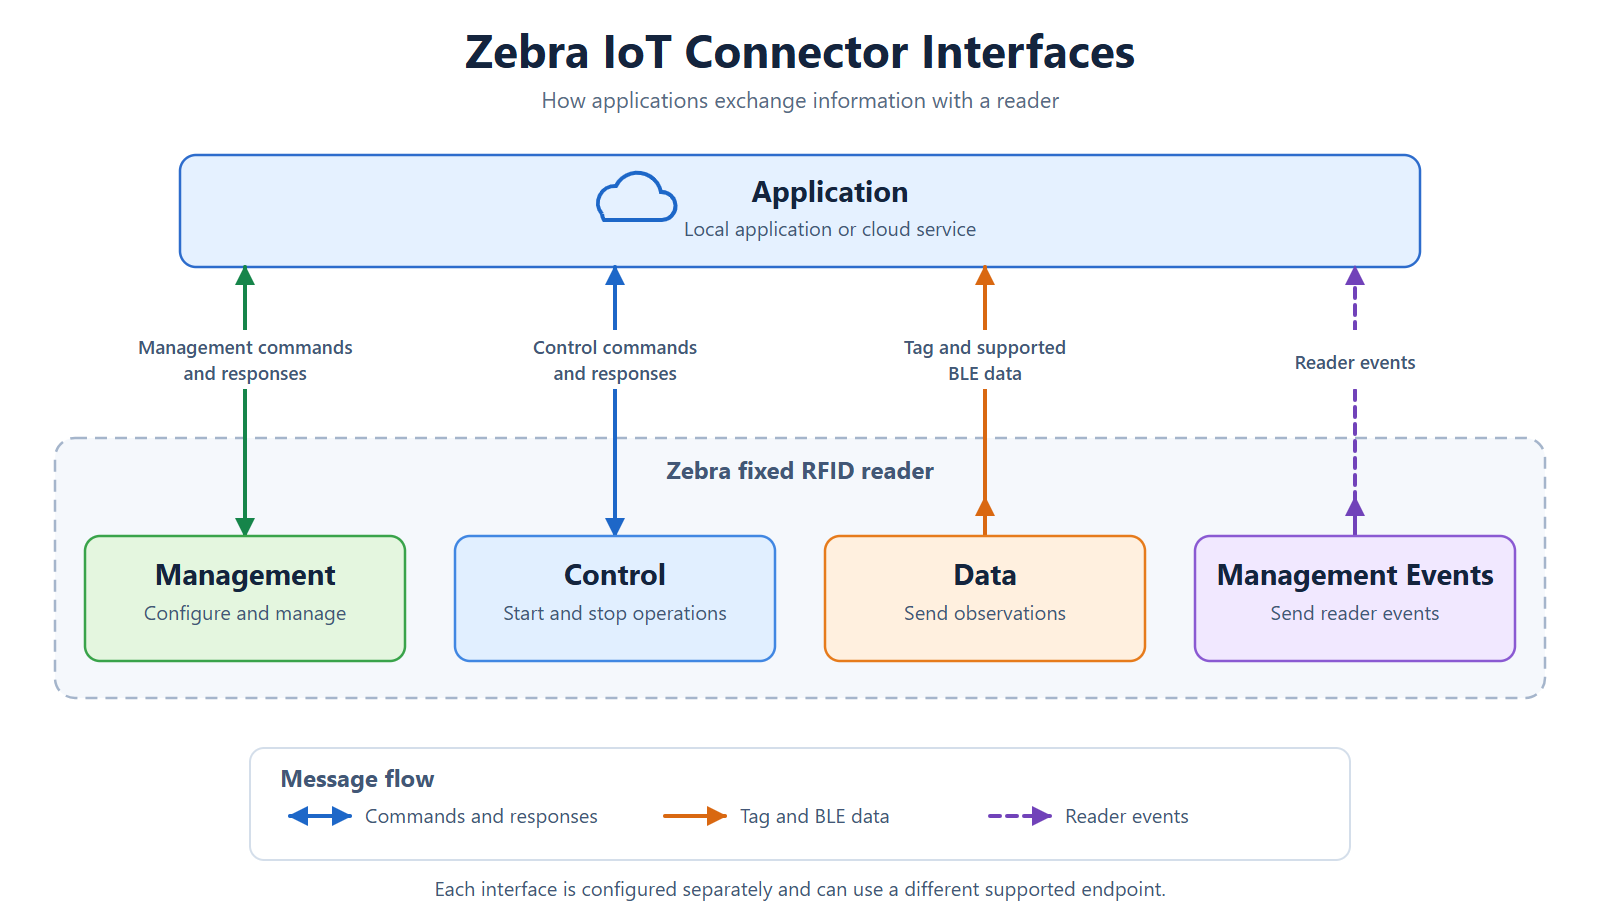 Zebra IoT Connector Interfaces
How applications exchange information with a reader
Application
Local application or cloud service
Management commands
and responses
Control commands
and responses
Tag and supported
BLE data
Reader events
Zebra fixed RFID reader
Management
Configure and manage
Control
Start and stop operations
Data
Send observations
Management Events
Send reader events
Message flow
Commands and responses
Tag and BLE data
Reader events
Each interface is configured separately and can use a different supported endpoint.